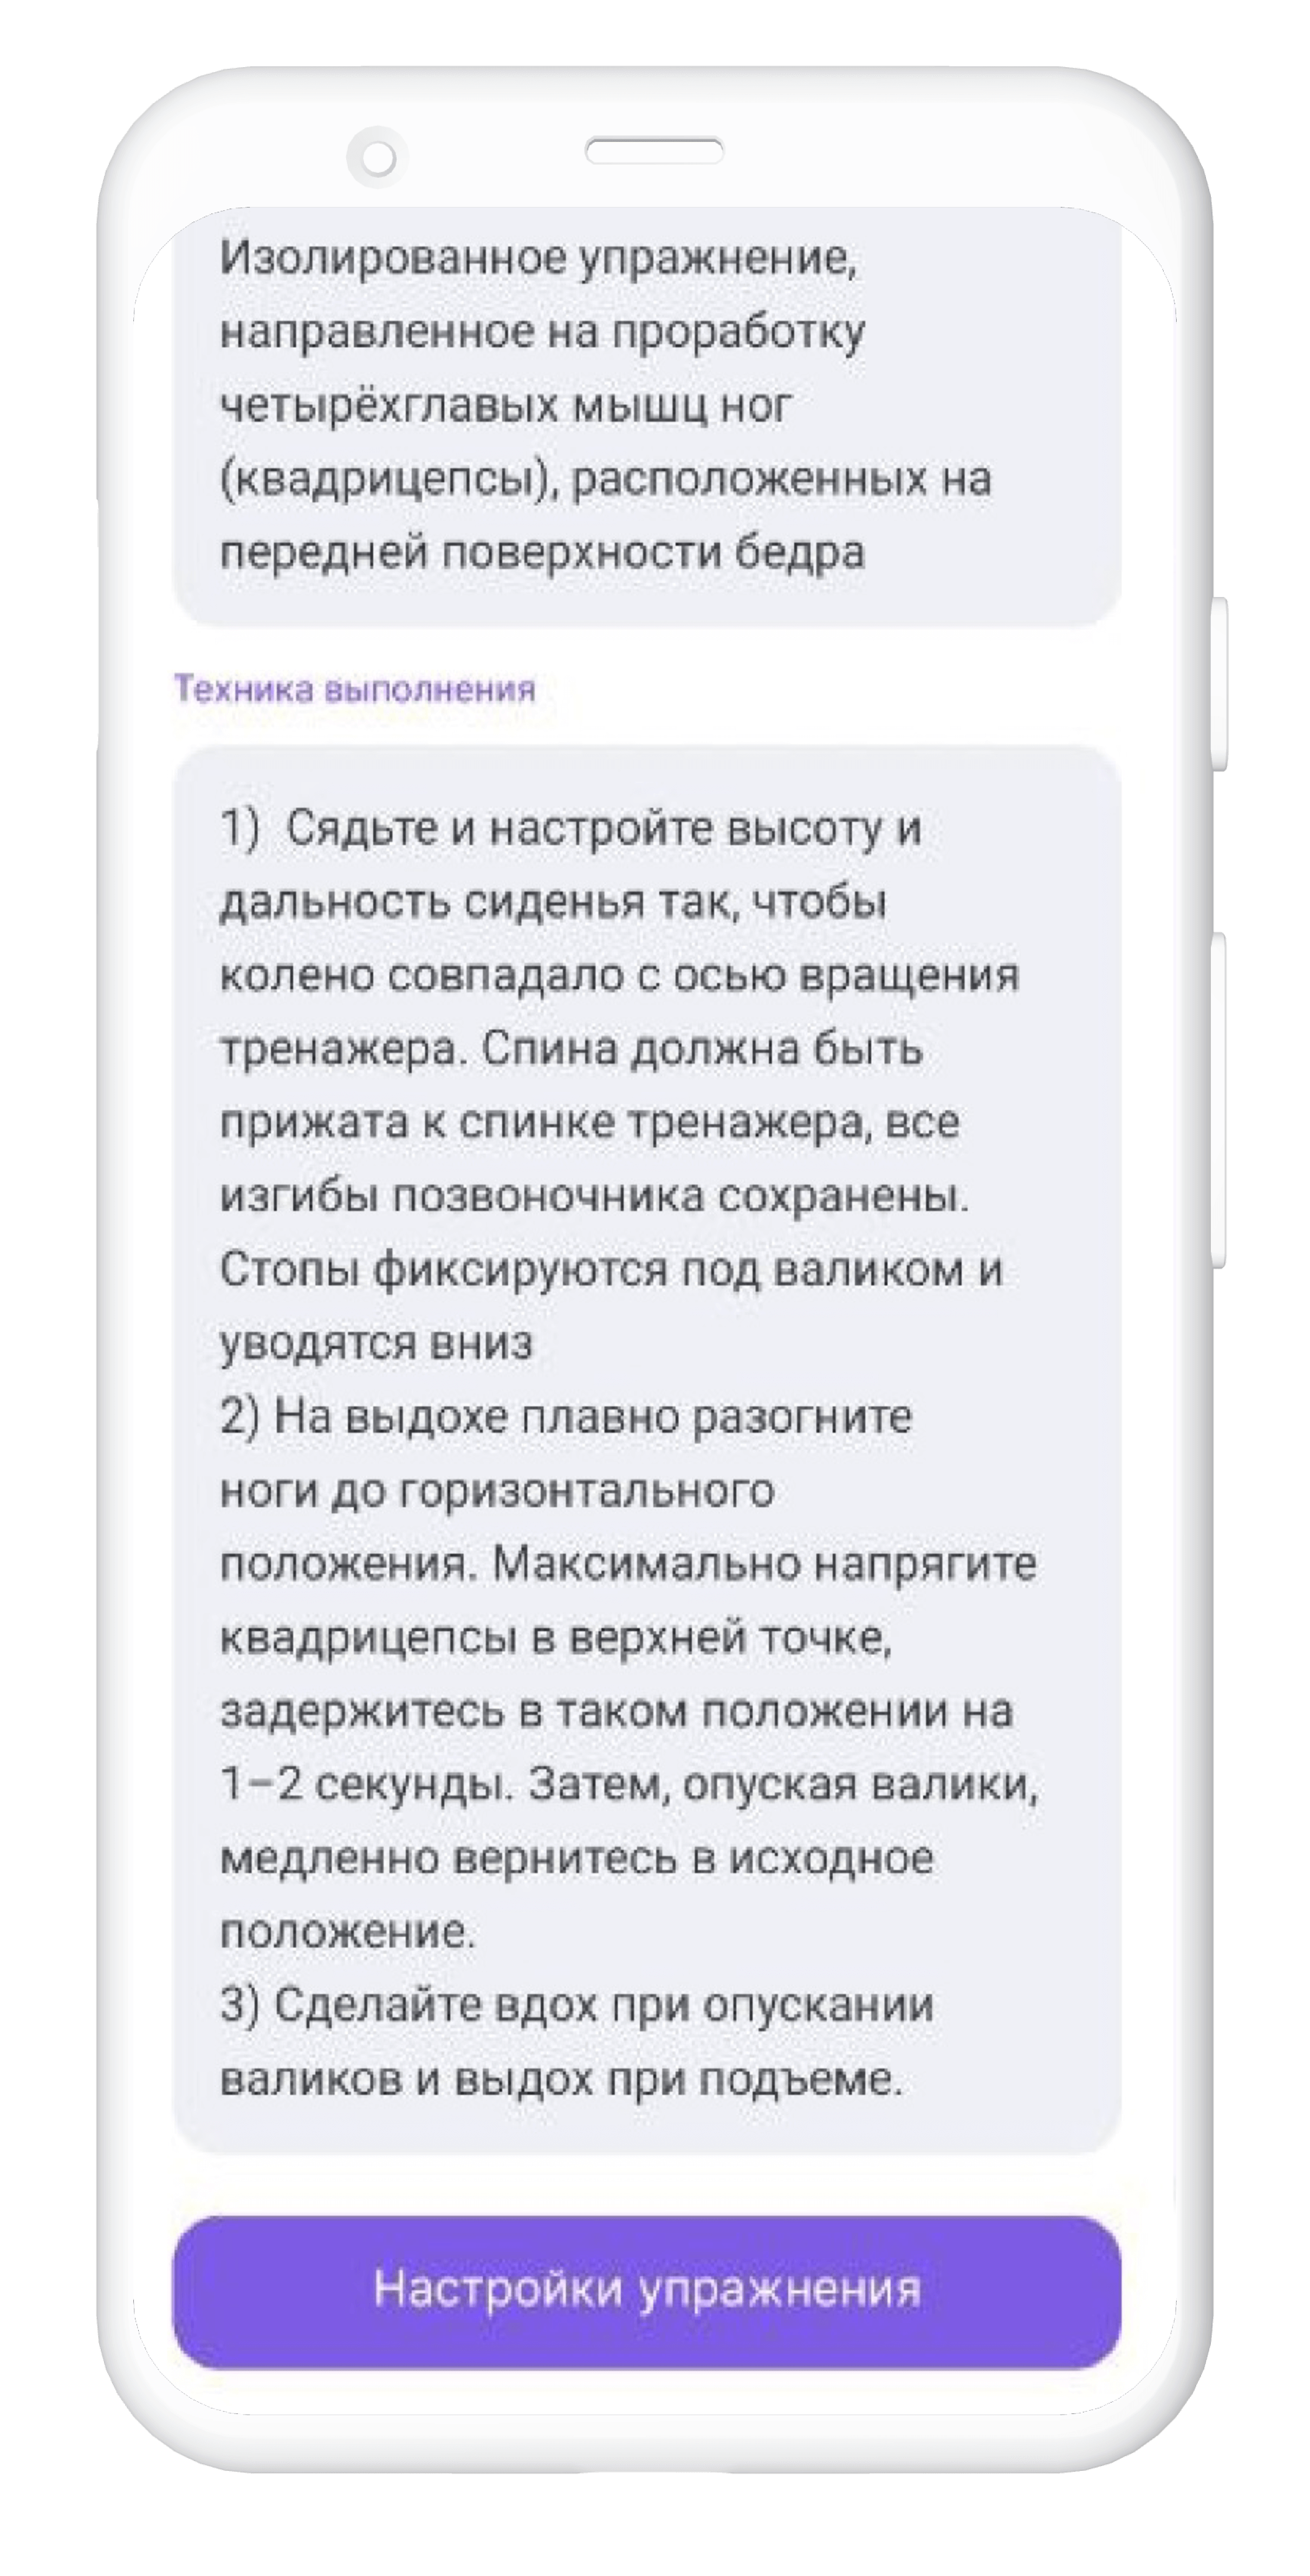 Изолированное упражнение,
направленное на проработку
четырёхглавых мышц ног
(квадрицепсы), расположенных на
передней поверхности бедра
Техника выполнения
1)  Сядьте и настройте высоту и
дальность сиденья так, чтобы
колено совпадало с осью вращения
тренажера. Спина должна быть
прижата к спинке тренажера, все
изгибы позвоночника сохранены.
Стопы фиксируются под валиком и
уводятся вниз
2) На выдохе плавно разогните
ноги до горизонтального
положения. Максимально напрягите
квадрицепсы в верхней точке,
задержитесь в таком положении на
1–2 секунды. Затем, опуская валики,
медленно вернитесь в исходное
положение.
3) Сделайте вдох при опускании
валиков и выдох при подъеме.
Настройки упражнения